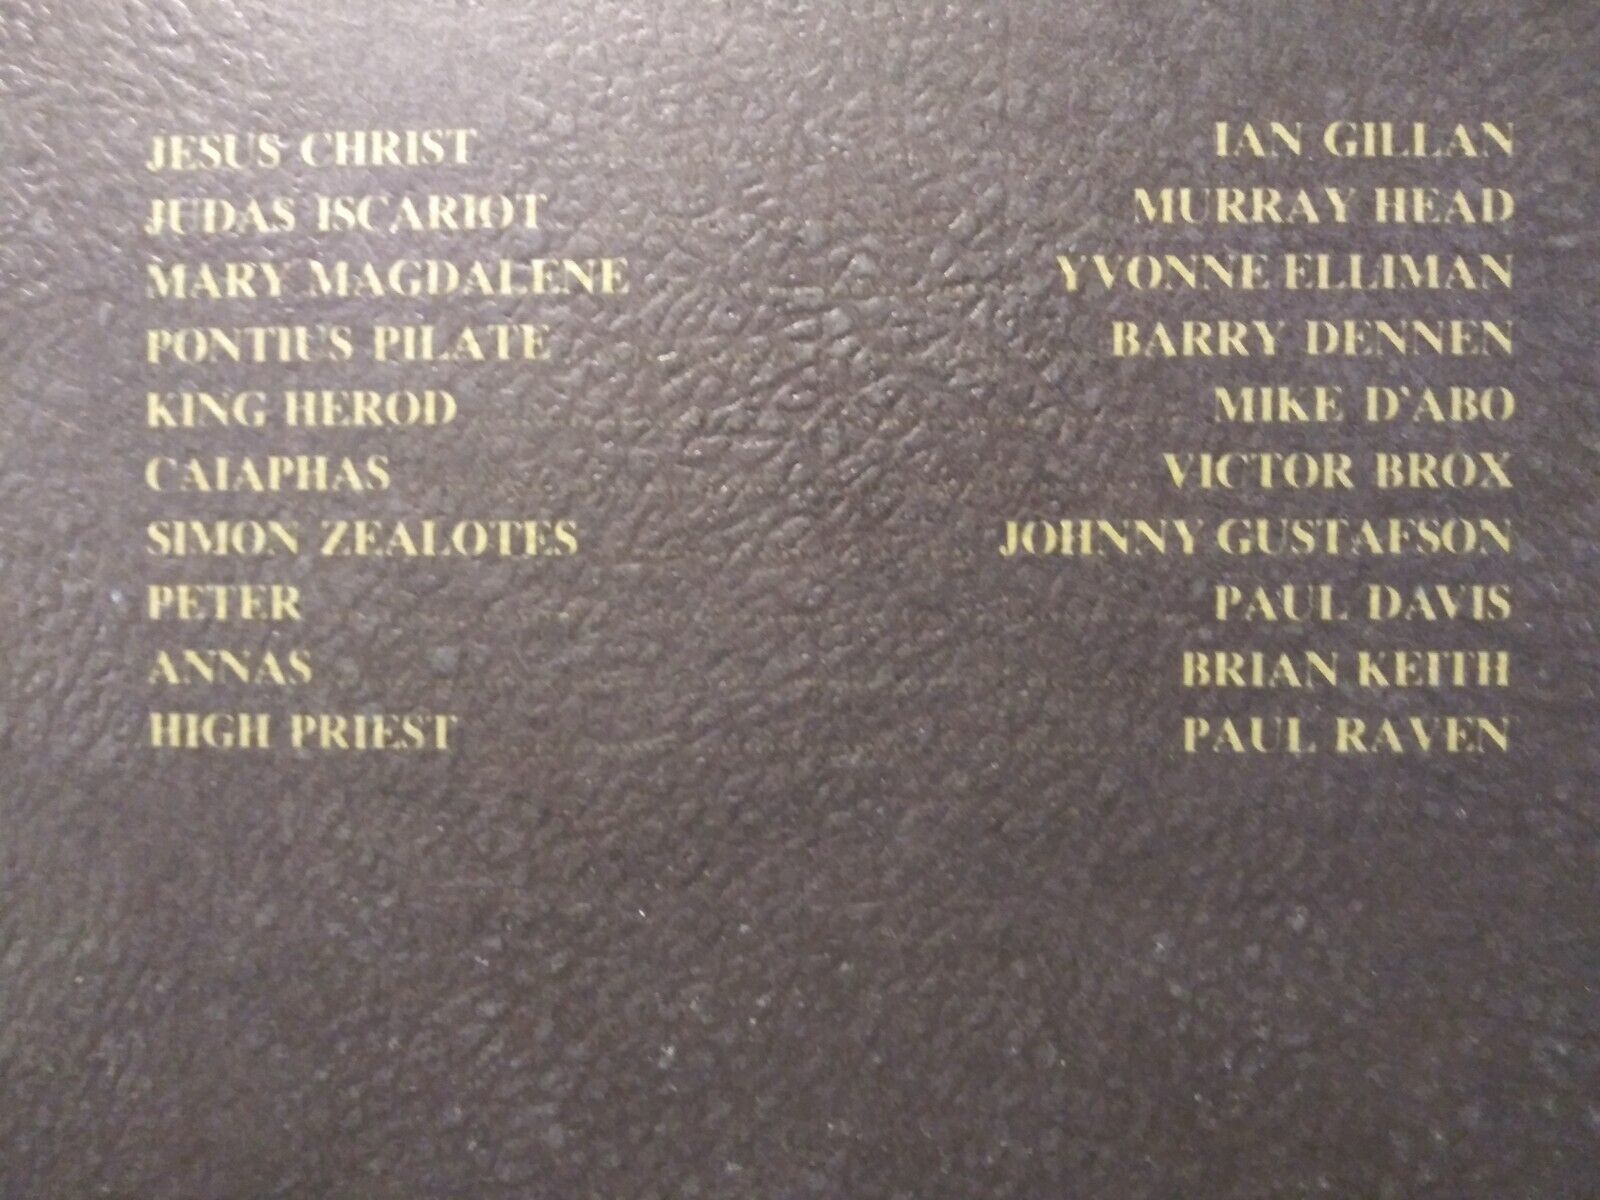 JESUS CHRIST IAN GILLAN
JUDAS ISCARIOT MURRAY HEAD
MARY MAGDALENE YVONNE ELLIMAN
PONTIUS PILATE BARRY DENNEN
KING HEROD MIKE D'ABO
CAIAPHAS VICTOR BROX
SIMON ZEALOTES JOHNNY GUSTAFSON
PETER PAUL DAVIS
ANNAS BRIAN KEITH
HIGH PRIEST PAUL RAVEN